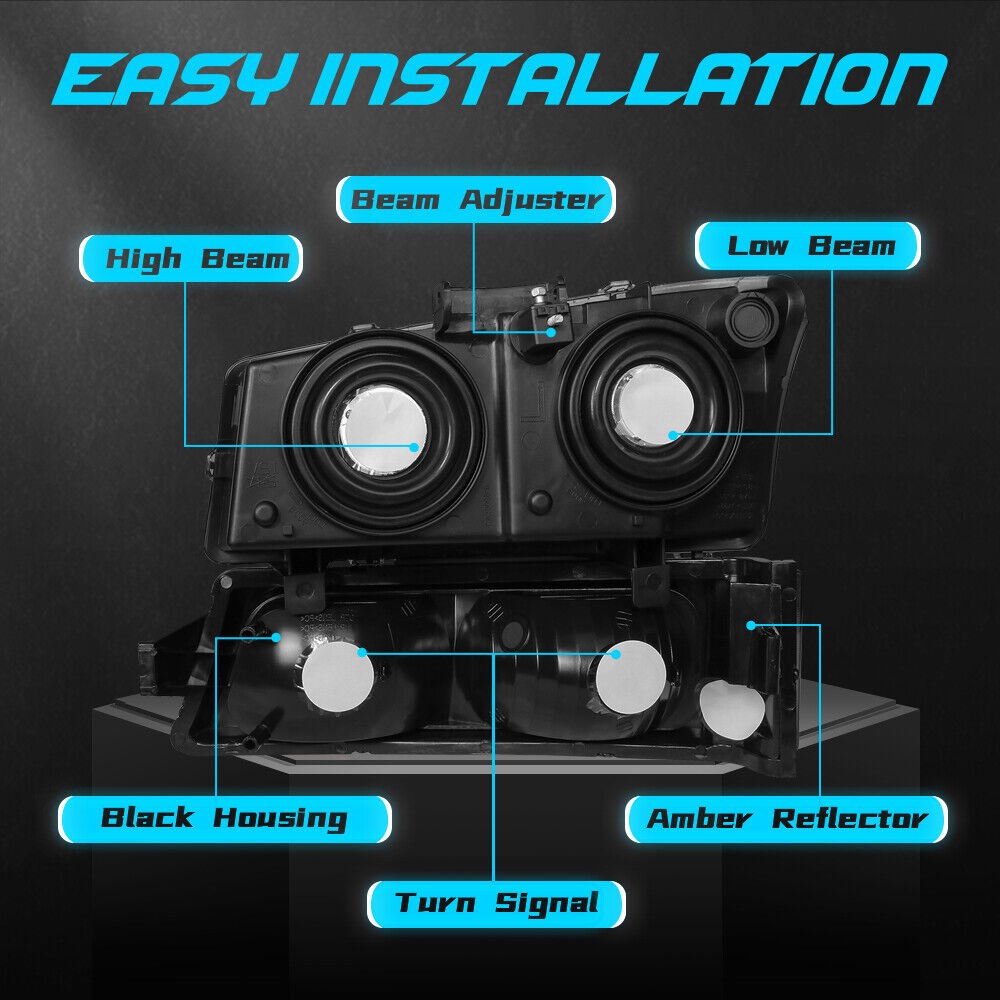 EASY INSTALLATION
Beam Adjuster
High Beam
Low Beam
Black Housing
Amber Reflector
Turn Signal